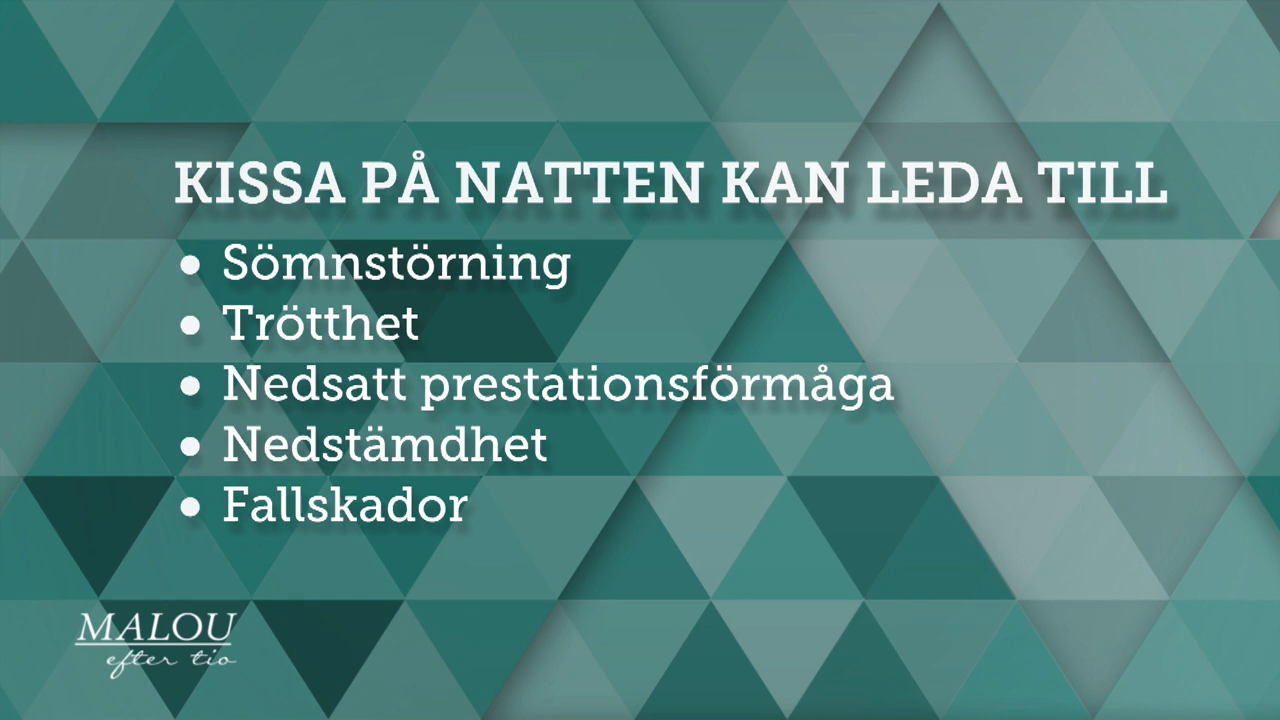 KISSA PÅ NATTEN KAN LEDA TILL
• Sömnstörning
• Trötthet
• Nedsatt prestationsförmåga
• Nedstämdhet
• Fallskador
MALOU
efter tio